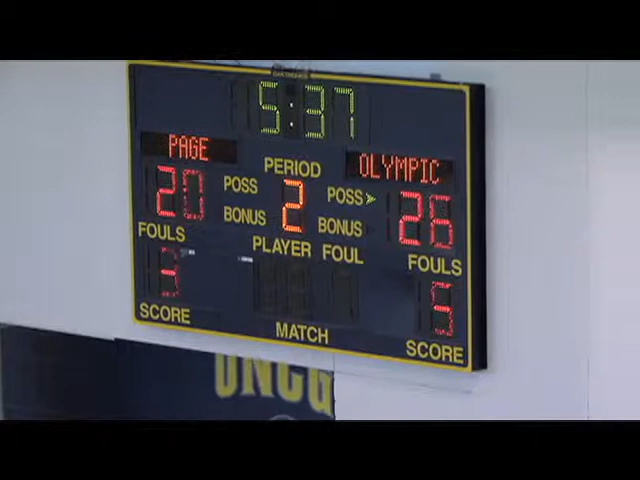 5:37
PAGE OLYMPIC
PERIOD
20 POSS 2 POSS 26
BONUS BONUS
FOULS PLAYER FOUL FOULS
3 5
SCORE MATCH SCORE
UNCG